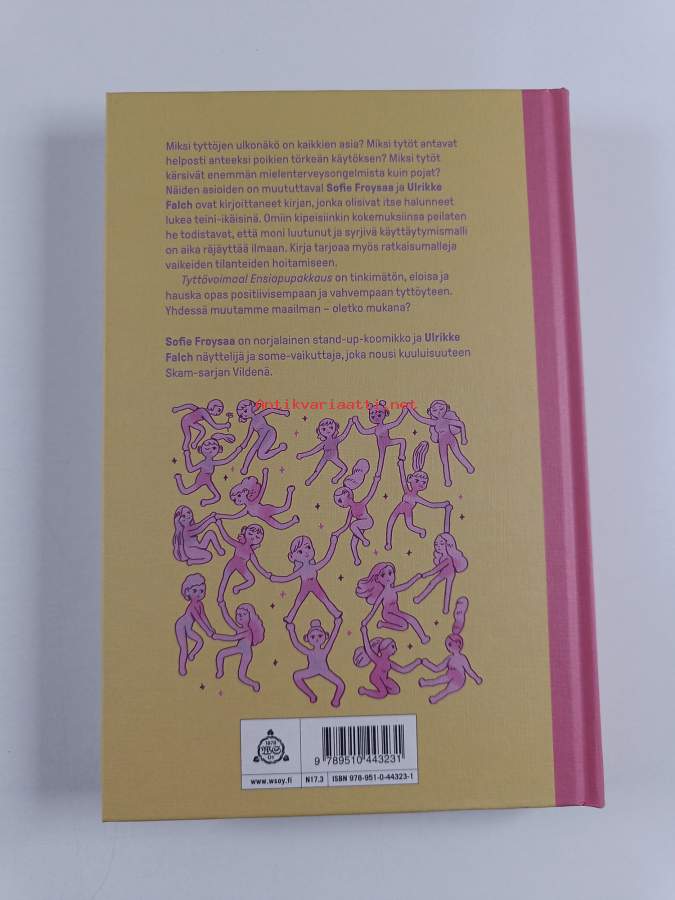 Miksi tyttöjen ulkonäkö on kaikkien asia? Miksi tytöt antavat
helposti anteeksi poikien törkeän käytöksen? Miksi tytöt
kärsivät enemmän mielenterveysongelmista kuin pojat?
Näiden asioiden on muututtava! Sofie Frøysaa ja Ulrikke
Falch ovat kirjoittaneet kirjan, jonka olisivat itse halunneet
lukea teini-ikäisinä. Omiin kipeisiinkin kokemuksiinsa peilaten
he todistavat, että moni luutunut ja syrjivä käyttäytymismalli
on aika räjäyttää ilmaan. Kirja tarjoaa myös ratkaisumalleja
vaikeiden tilanteiden hoitamiseen.
Tyttövoimaa! Ensiapupakkaus on tinkimätön, eloisa ja
hauska opas positiivisempaan ja vahvempaan tyttöyteen.
Yhdessä muutamme maailman – oletko mukana?
Sofie Frøysaa on norjalainen stand-up-koomikko ja Ulrikke
Falch näyttelijä ja some-vaikuttaja, joka nousi kuuluisuuteen
Skam-sarjan Vildenä.
Antikvariaatti.net
1878
WS
OY
9 789510 443231
www.wsoy.fi
N17.3
ISBN 978-951-0-44323-1